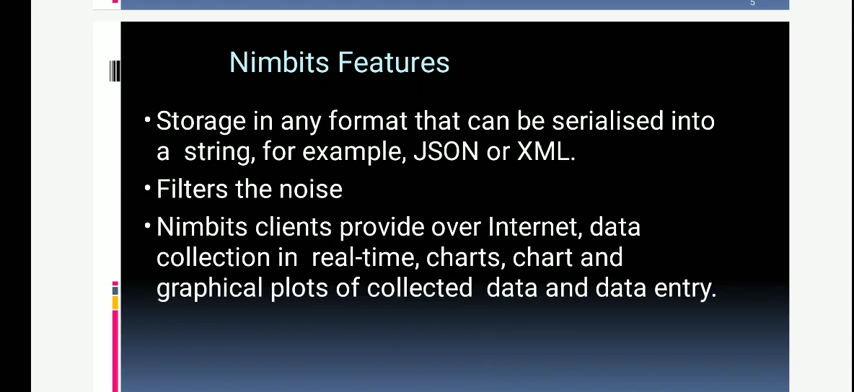 5
Nimbits Features
• Storage in any format that can be serialised into
a string, for example, JSON or XML.
• Filters the noise
• Nimbits clients provide over Internet, data
collection in real-time, charts, chart and
graphical plots of collected data and data entry.